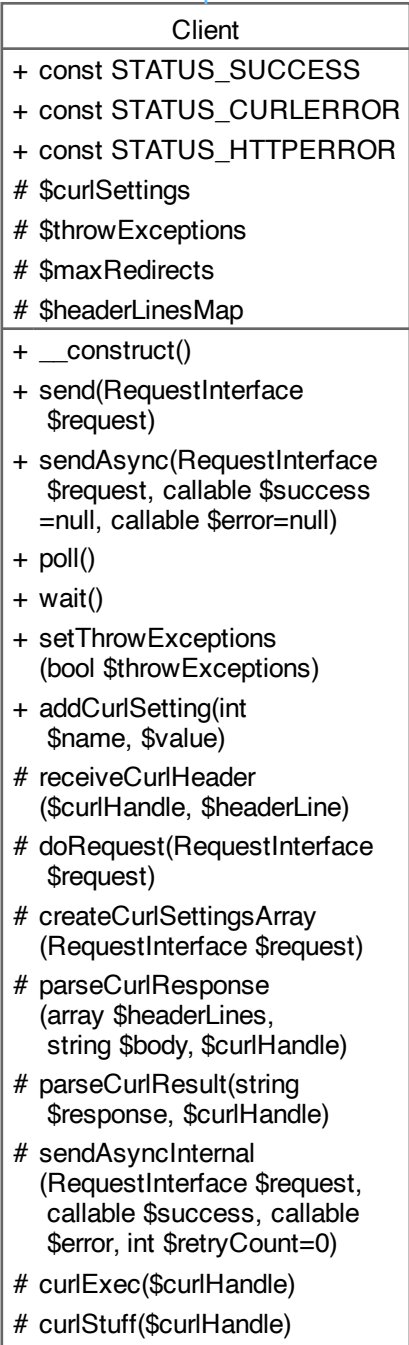 Client
+ const STATUS_SUCCESS
+ const STATUS_CURLERROR
+ const STATUS_HTTPERROR
# $curlSettings
# $throwExceptions
# $maxRedirects
# $headerLinesMap
+ __construct()
+ send(RequestInterface
$request)
+ sendAsync(RequestInterface
$request, callable $success
=null, callable $error=null)
+ poll()
+ wait()
+ setThrowExceptions
(bool $throwExceptions)
+ addCurlSetting(int
$name, $value)
# receiveCurlHeader
($curlHandle, $headerLine)
# doRequest(RequestInterface
$request)
# createCurlSettingsArray
(RequestInterface $request)
# parseCurlResponse
(array $headerLines,
string $body, $curlHandle)
# parseCurlResult(string
$response, $curlHandle)
# sendAsyncInternal
(RequestInterface $request,
callable $success, callable
$error, int $retryCount=0)
# curlExec($curlHandle)
# curlStuff($curlHandle)